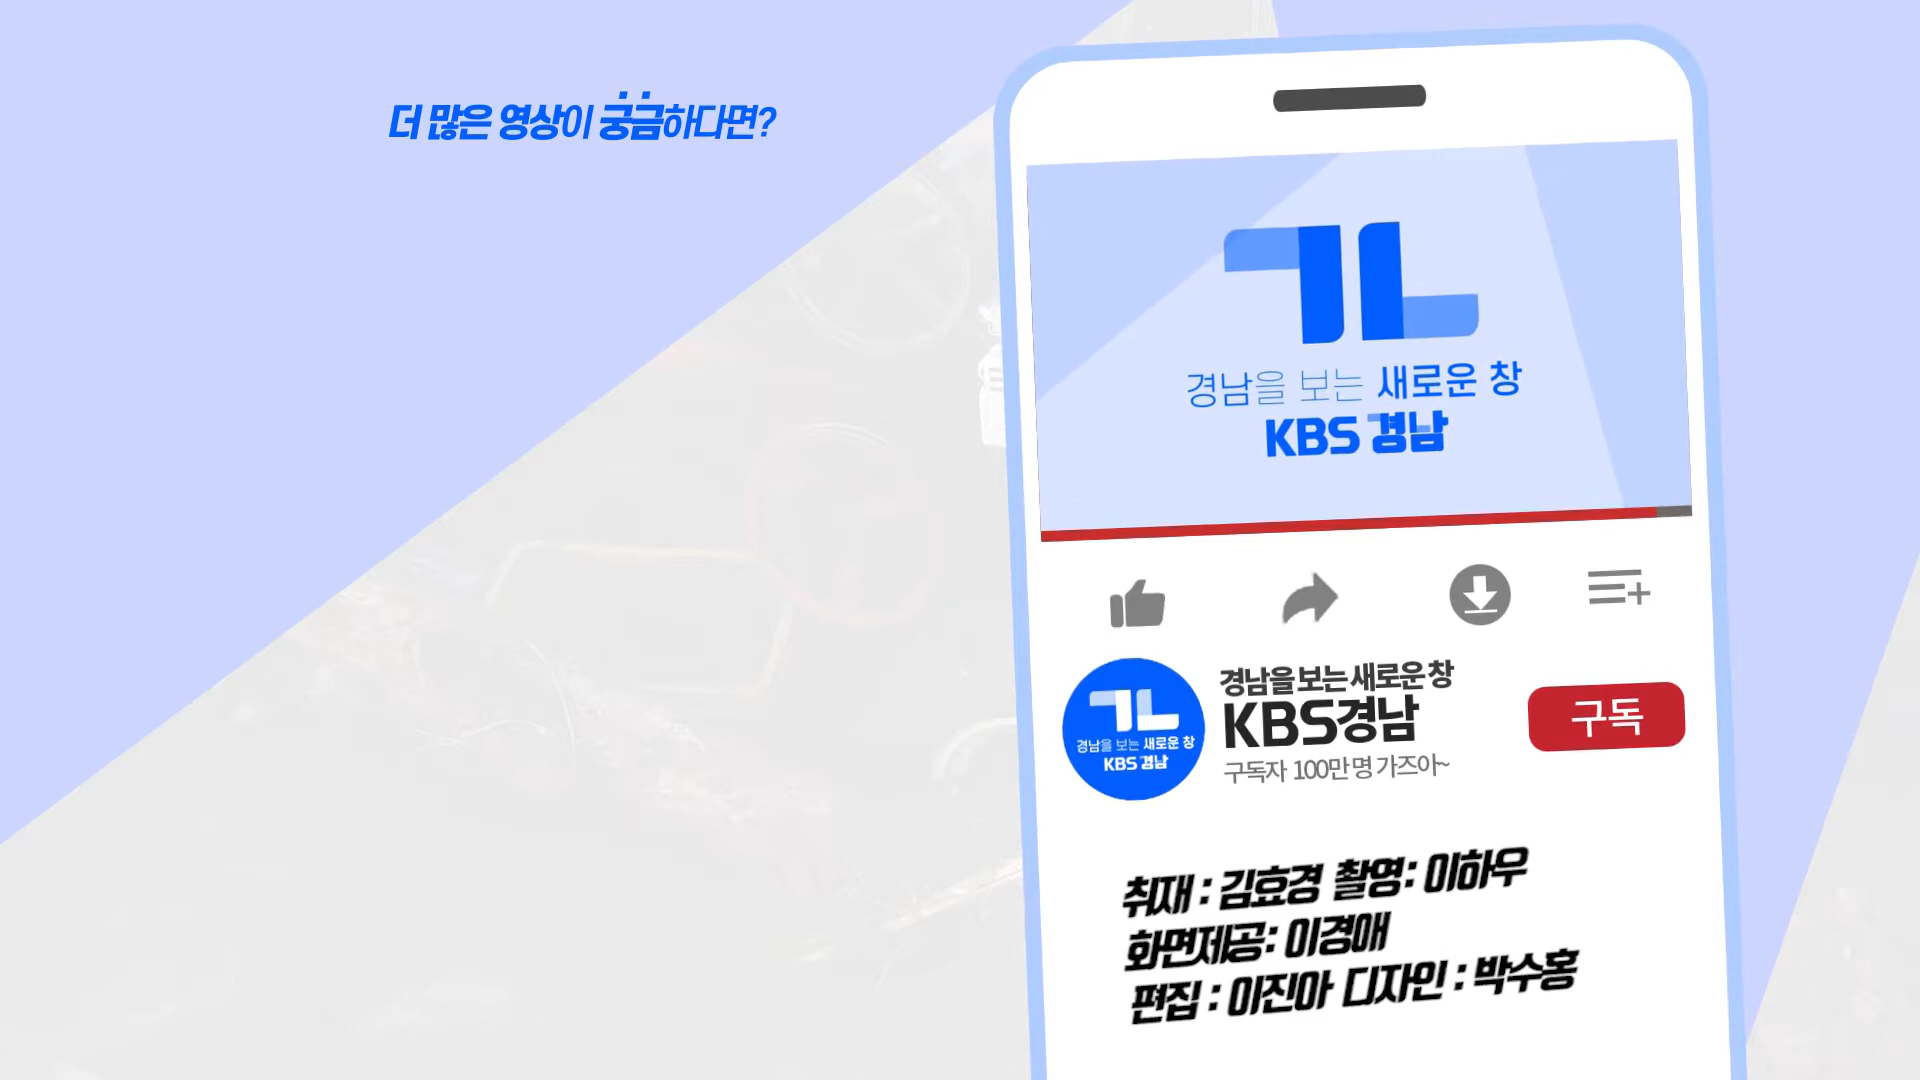 더 많은 영상이 궁금하다면?
경남을 보는 새로운 창
KBS 경남
경남을 보는 새로운 창
KBS 경남
경남을 보는 새로운 창
KBS경남
구독자 100만 명 가즈아~
구독
취재 : 김효경 촬영 : 이하우
화면제공 : 이경애
편집 : 이진아 디자인 : 박수홍